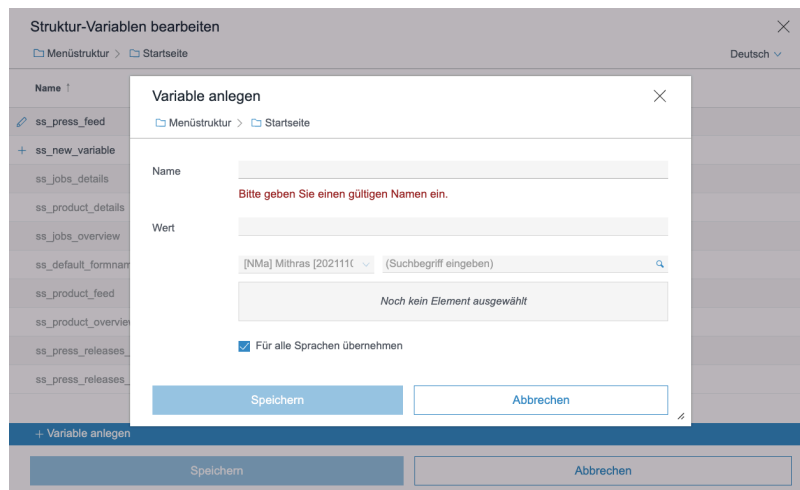 Struktur-Variablen bearbeiten
Menüstruktur > Startseite
Deutsch
Name ↑
ss_press_feed
+ ss_new_variable
ss_jobs_details
ss_product_details
ss_jobs_overview
ss_default_formnam
ss_product_feed
ss_product_overvie
ss_press_releases_
ss_press_releases_
+ Variable anlegen
Speichern
Abbrechen
Variable anlegen
Menüstruktur > Startseite
Name
Bitte geben Sie einen gültigen Namen ein.
Wert
[NMa] Mithras [2021110
(Suchbegriff eingeben)
Noch kein Element ausgewählt
Für alle Sprachen übernehmen
Speichern
Abbrechen